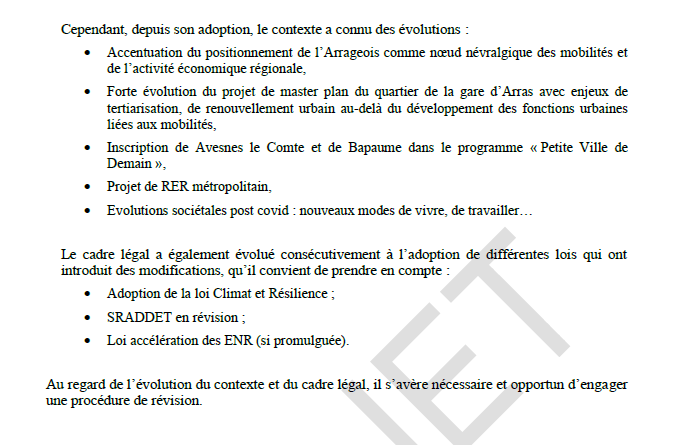 Cependant, depuis son adoption, le contexte a connu des évolutions :
• Accentuation du positionnement de l'Arrageois comme nœud névralgique des mobilités et
de l'activité économique régionale,
• Forte évolution du projet de master plan du quartier de la gare d'Arras avec enjeux de
tertiarisation, de renouvellement urbain au-delà du développement des fonctions urbaines
liées aux mobilités,
• Inscription de Avesnes le Comte et de Bapaume dans le programme « Petite Ville de
Demain »,
• Projet de RER métropolitain,
• Evolutions sociétales post covid : nouveaux modes de vivre, de travailler…
Le cadre légal a également évolué consécutivement à l'adoption de différentes lois qui ont
introduit des modifications, qu'il convient de prendre en compte :
• Adoption de la loi Climat et Résilience ;
• SRADDET en révision ;
• Loi accélération des ENR (si promulguée).
Au regard de l'évolution du contexte et du cadre légal, il s'avère nécessaire et opportun d'engager
une procédure de révision.